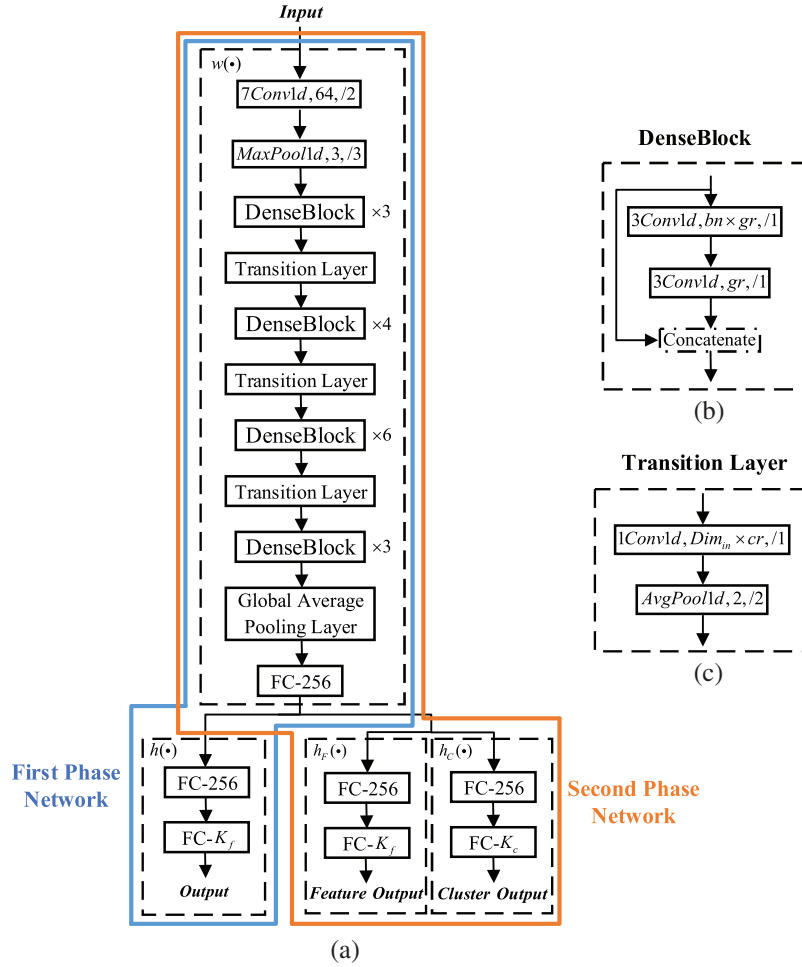 Input
w(•)
7Conv1d, 64, /2
MaxPool1d, 3, /3
DenseBlock ×3
Transition Layer
DenseBlock ×4
Transition Layer
DenseBlock ×6
Transition Layer
DenseBlock ×3
Global Average
Pooling Layer
FC-256
First Phase
Network
h(•)
FC-256
FC-K_f
Output
h_F(•)
FC-256
FC-K_f
Feature Output
h_C(•)
FC-256
FC-K_c
Cluster Output
Second Phase
Network
(a)
DenseBlock
3Conv1d, bn × gr, /1
3Conv1d, gr, /1
Concatenate
(b)
Transition Layer
1Conv1d, Dim_in × cr, /1
AvgPool1d, 2, /2
(c)